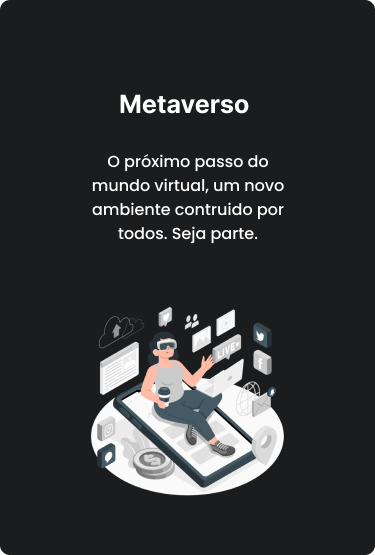 Metaverso
O próximo passo do
mundo virtual, um novo
ambiente contruido por
todos. Seja parte.
LIVE